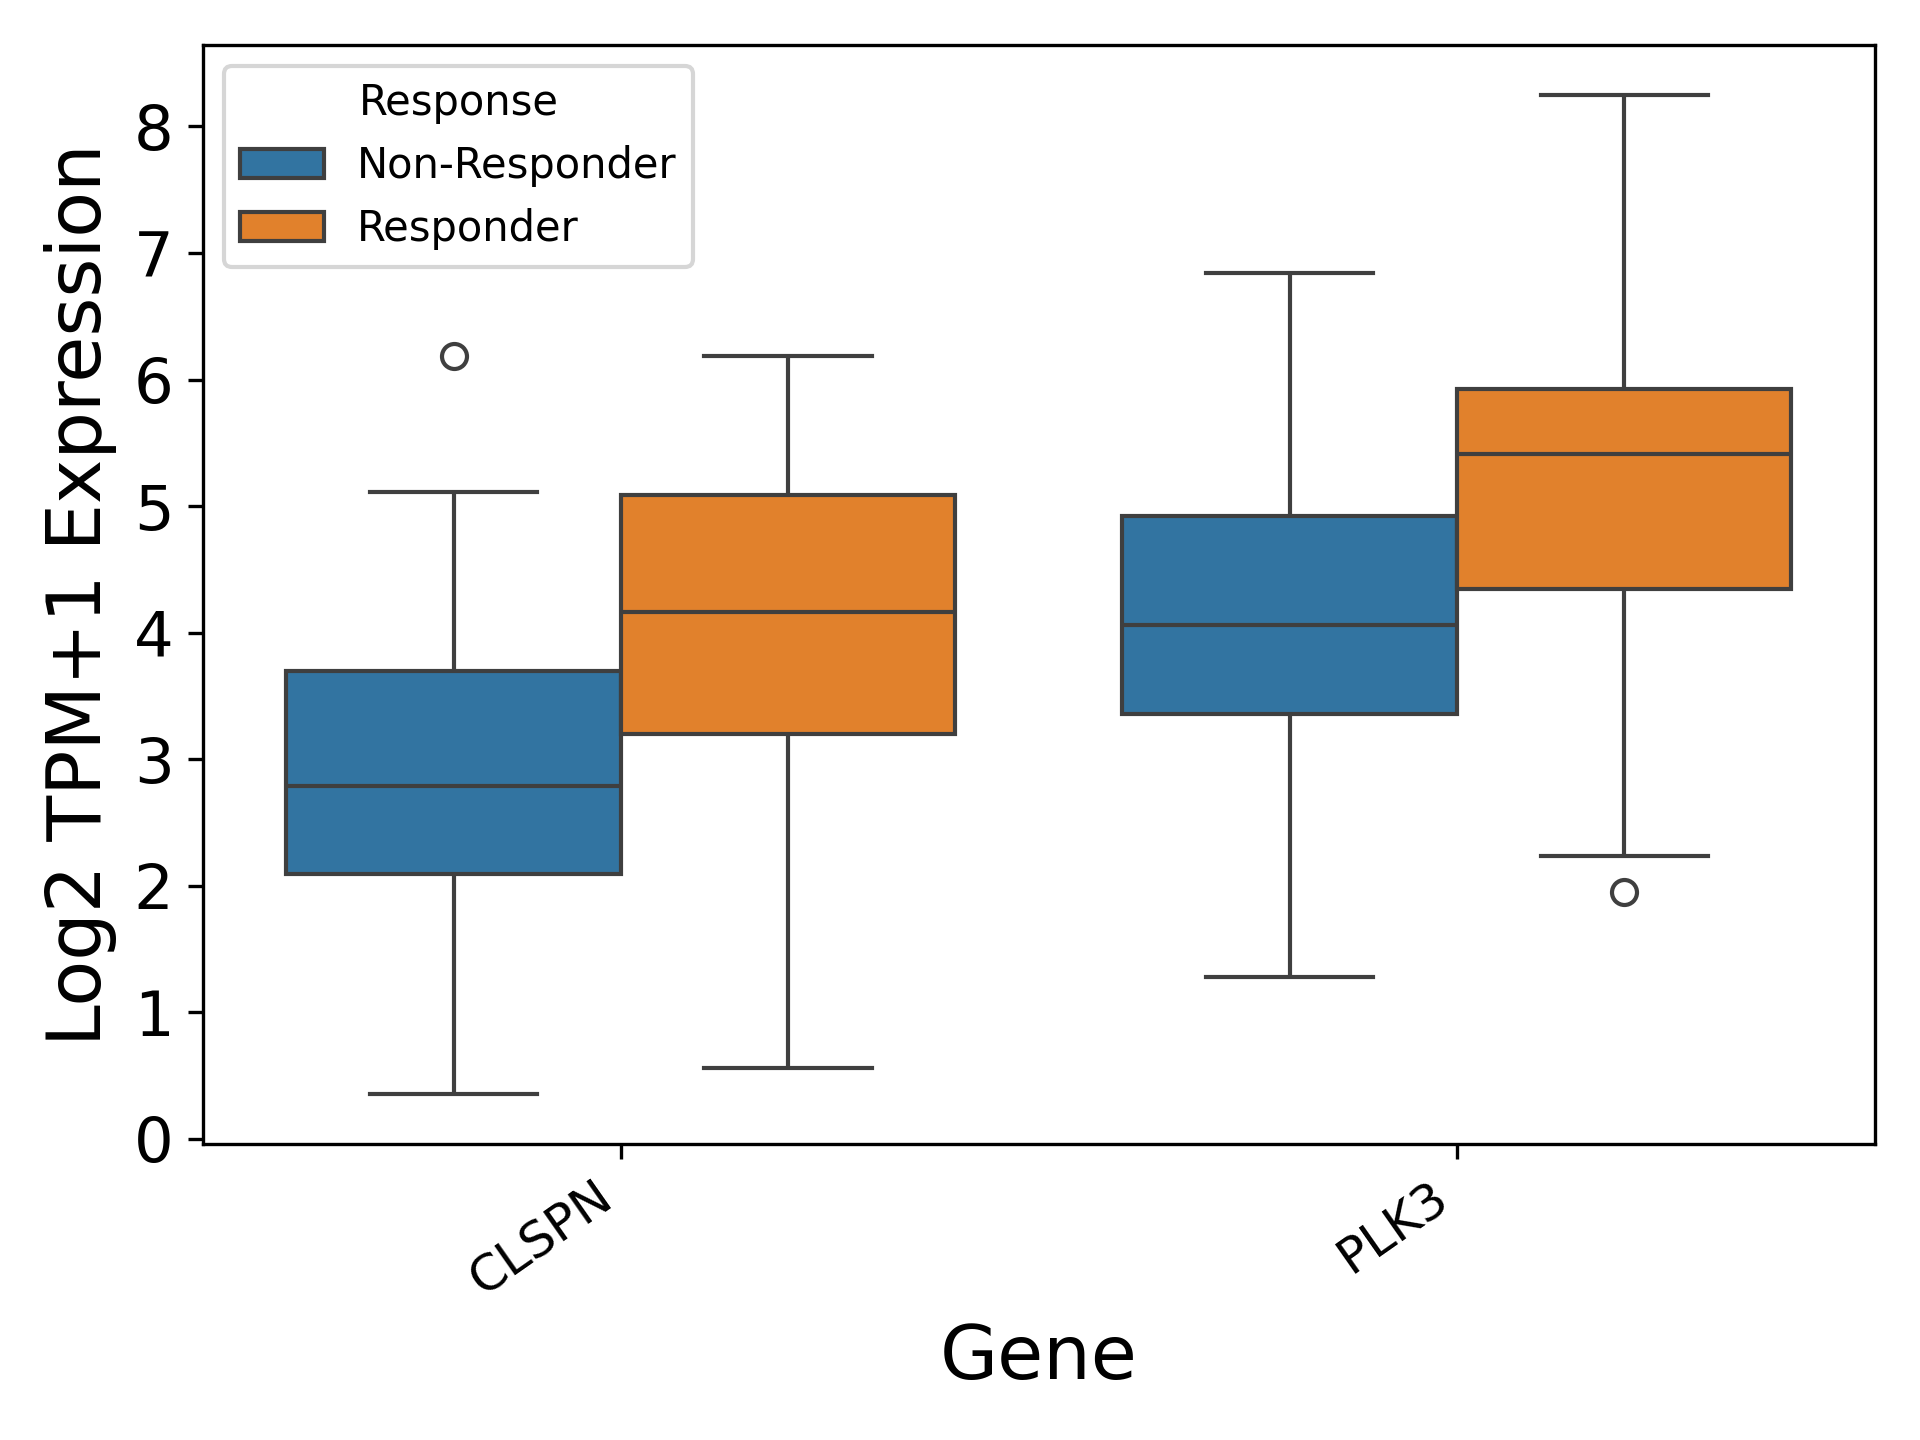 Response
Non-Responder
Responder
Log2 TPM+1 Expression
8
7
6
5
4
3
2
1
0
CLSPN
PLK3
Gene